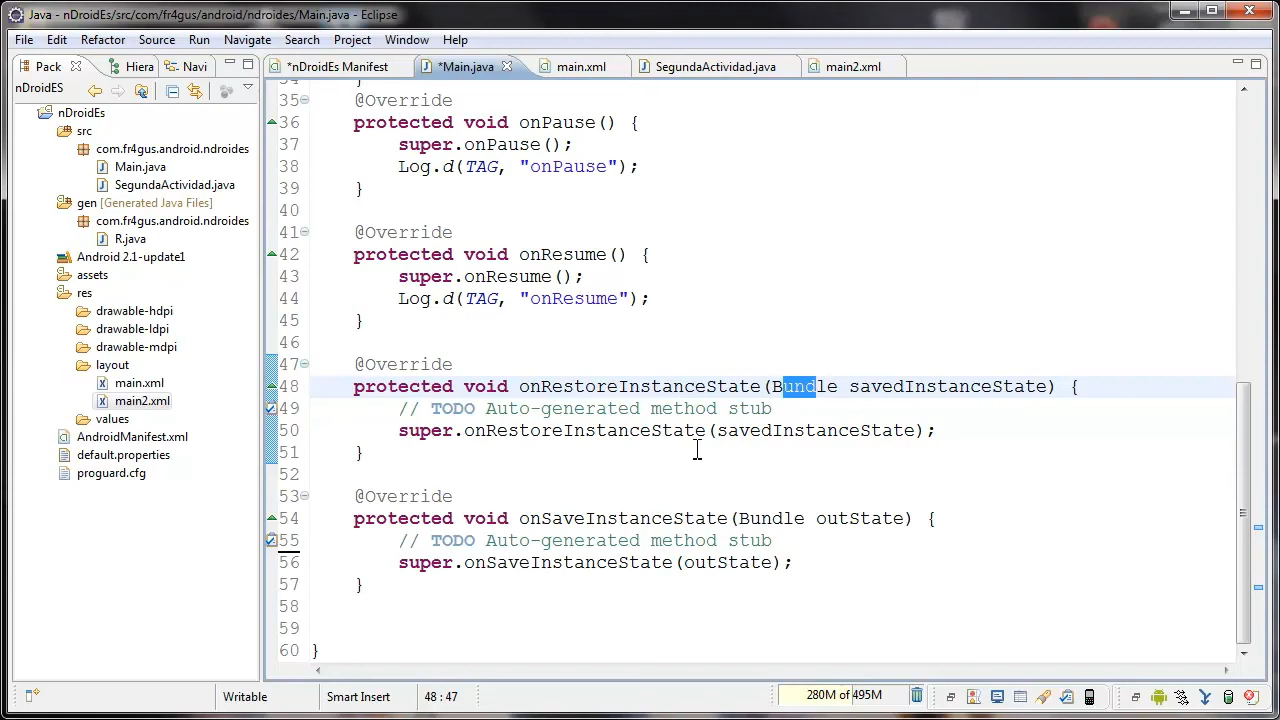 Java - nDroidEs/src/com/fr4gus/android/ndroides/Main.java - Eclipse
File Edit Refactor Source Run Navigate Search Project Window Help
Pack Hiera Navi
*nDroidEs Manifest *Main.java main.xml SegundaActividad.java main2.xml
nDroidES
nDroidEs
src
com.fr4gus.android.ndroides
Main.java
SegundaActividad.java
gen [Generated Java Files]
com.fr4gus.android.ndroides
R.java
Android 2.1-update1
assets
res
drawable-hdpi
drawable-ldpi
drawable-mdpi
layout
main.xml
main2.xml
values
AndroidManifest.xml
default.properties
proguard.cfg
}
35 @Override
36 protected void onPause() {
37 super.onPause();
38 Log.d(TAG, "onPause");
39 }
40
41 @Override
42 protected void onResume() {
43 super.onResume();
44 Log.d(TAG, "onResume");
45 }
46
47 @Override
48 protected void onRestoreInstanceState(Bundle savedInstanceState) {
49 // TODO Auto-generated method stub
50 super.onRestoreInstanceState(savedInstanceState);
51 }
52
53 @Override
54 protected void onSaveInstanceState(Bundle outState) {
55 // TODO Auto-generated method stub
56 super.onSaveInstanceState(outState);
57 }
58
59
60 }
Writable Smart Insert 48 : 47 280M of 495M